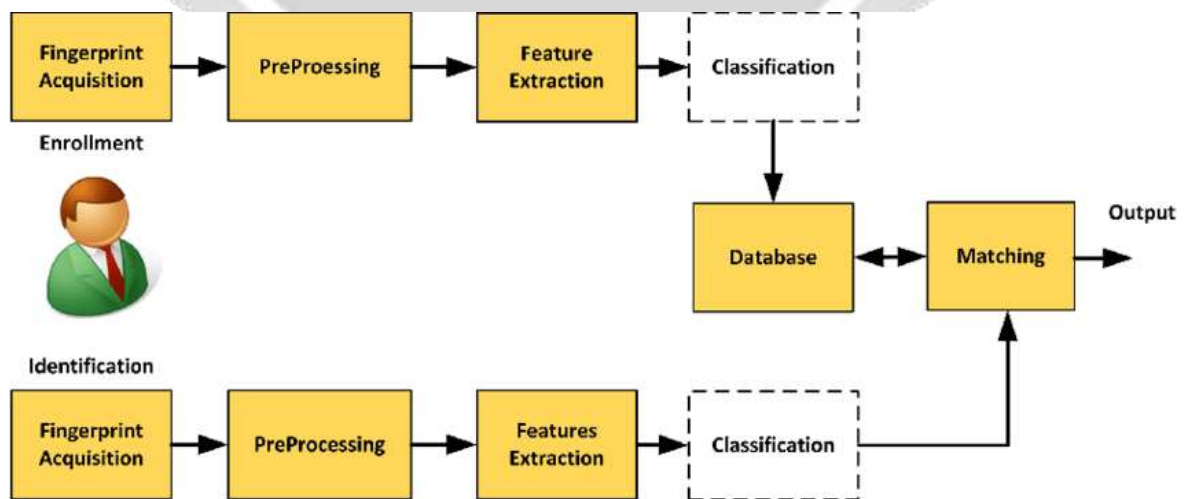 Fingerprint
Acquisition
PreProessing
Feature
Extraction
Classification
Enrollment
Database
Matching
Output
Identification
Fingerprint
Acquisition
PreProcessing
Features
Extraction
Classification